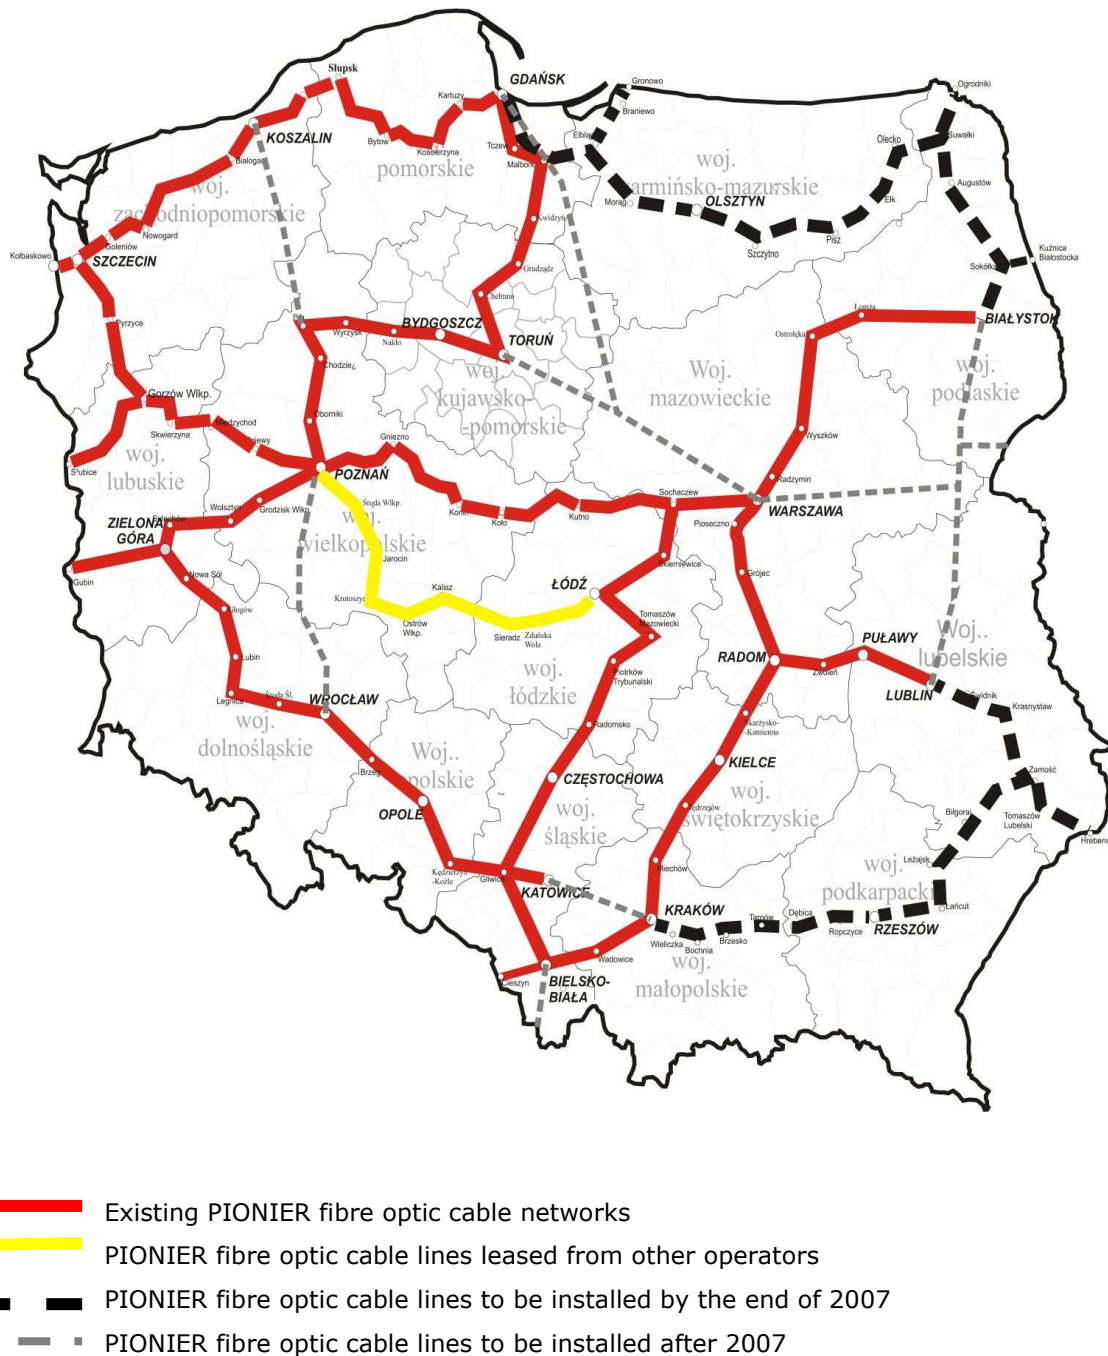 Słupsk
GDAŃSK
Gronowo
Ogrodniki
Kartuzy
Braniewo
KOSZALIN
Elbląg
Olecko
Suwałki
Bytow
Kościerzyna
Tczew
Malbork
pomorskie
woj.
armińsko-mazurskie
Augustów
woj.
zachodniopomorskie
Morąg
OLSZTYN
Ełk
Kwidzyń
Nowogard
Goleniów
Pisz
Szczytno
Kołbaskowo
SZCZECIN
Kuźnica
Białostocka
Sokółka
Grudządz
Chełmno
Łomża
Pyrzyce
BYDGOSZCZ
BIAŁYSTOK
Wyrzysk
Nakło
TORUŃ
Ostrołęka
Chodzież
woj.
kujawsko-
-pomorskie
Woj.
mazowieckie
woj.
podlaskie
Gorzów Wlkp.
Skwierzyna
Międzychod
Oborniki
Gniezno
Wyszków
woj.
lubuskie
Słubice
POZNAŃ
Radzymin
Wolsztyn
Grodzisk Wlkp.
Środa Wlkp.
Konin
Koło
Kutno
Sochaczew
WARSZAWA
Pioseczno
ZIELONA
GÓRA
woj.
wielkopolskie
Jarocin
Skierniewice
Gubin
Nowa Sól
Kalisz
ŁÓDŹ
Grójec
Głogów
Krotoszyn
Ostrów
Wlkp.
Sieradz
Zduńska
Wola
Tomaszów
Mazowiecki
PUŁAWY
Woj..
lubelskie
Lubin
RADOM
Zwoleń
Piotrków
Trybunalski
woj.
łódzkie
LUBLIN
Świdnik
Krasnystaw
Legnica
Środa Śl.
WROCŁAW
Radomsko
Skarżysko-
-Kamienna
woj.
dolnośląskie
Woj..
opolskie
Brzeg
CZĘSTOCHOWA
KIELCE
Zamość
woj.
świętokrzyskie
OPOLE
woj.
śląskie
Jędrzejów
Biłgoraj
Tomaszów
Lubelski
Hrebenne
Kędzierzyn
-Koźle
Gliwice
Miechów
Leżajsk
woj.
podkarpackie
KATOWICE
KRAKÓW
Tarnów
Dębica
Łańcut
Wieliczka
Bochnia
Brzesko
Ropczyce
RZESZÓW
Wadowice
Cieszyn
BIELSKO-
BIAŁA
woj.
małopolskie
Existing PIONIER fibre optic cable networks
PIONIER fibre optic cable lines leased from other operators
PIONIER fibre optic cable lines to be installed by the end of 2007
PIONIER fibre optic cable lines to be installed after 2007